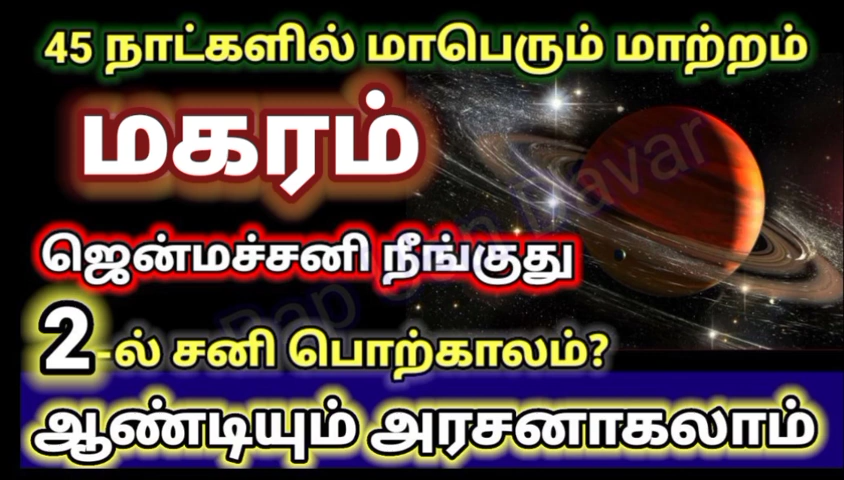 45 நாட்களில் மாபெரும் மாற்றம்
மகரம்
ஜென்மச்சனி நீங்குது
2-ல் சனி பொற்காலம்?
ஆண்டியும் அரசனாகலாம்